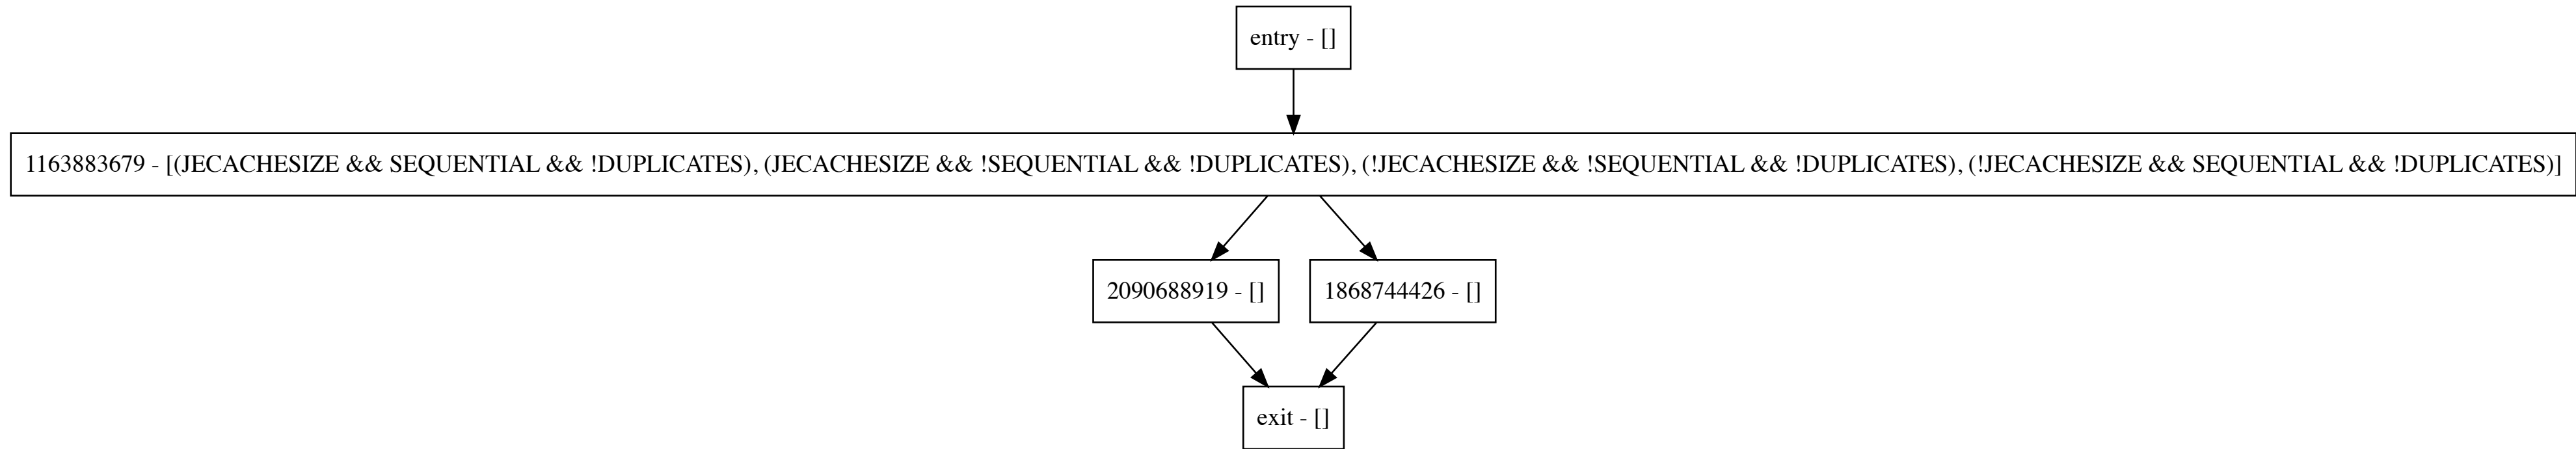 entry - []
1163883679 - [(JECACHESIZE && SEQUENTIAL && !DUPLICATES), (JECACHESIZE && !SEQUENTIAL && !DUPLICATES), (!JECACHESIZE && !SEQUENTIAL && !DUPLICATES), (!JECACHESIZE && SEQUENTIAL && !DUPLICATES)]
2090688919 - []
1868744426 - []
exit - []